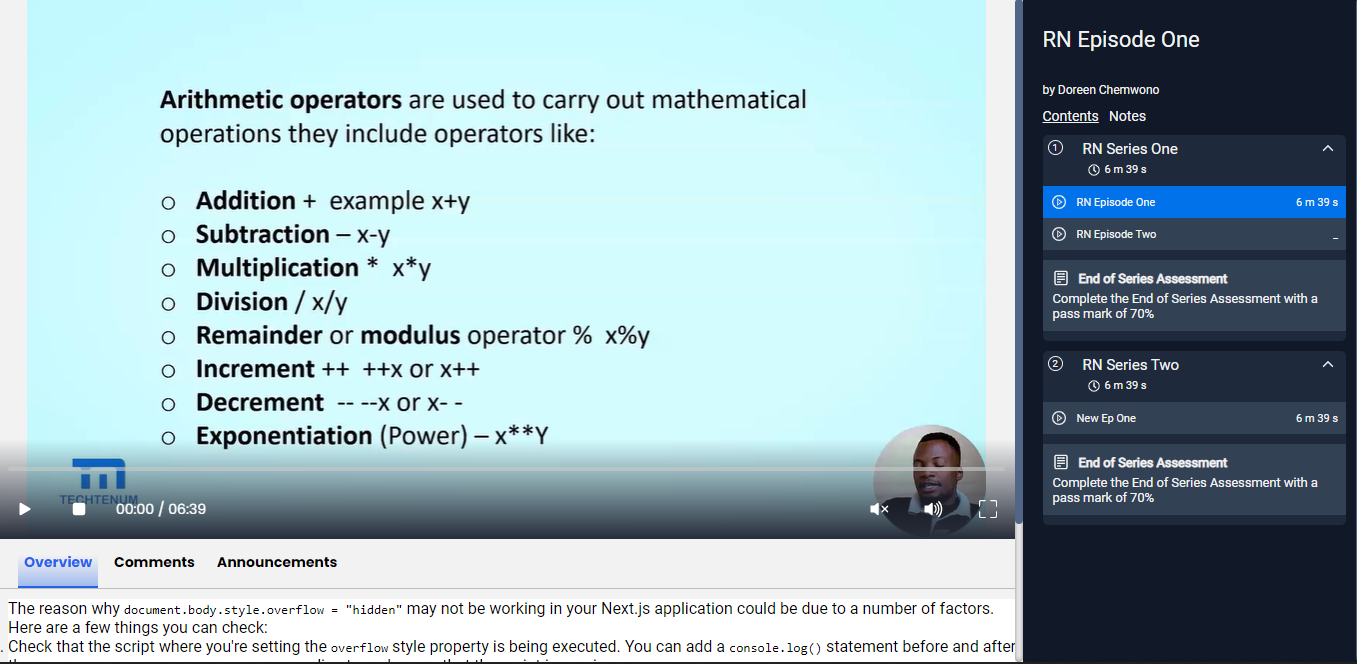 Arithmetic operators are used to carry out mathematical
operations they include operators like:
o Addition + example x+y
o Subtraction – x-y
o Multiplication * x*y
o Division / x/y
o Remainder or modulus operator % x%y
o Increment ++ ++x or x++
o Decrement -- --x or x- -
o Exponentiation (Power) – x**Y
TECHTENUM
00:00 / 06:39
Overview Comments Announcements
The reason why document.body.style.overflow = "hidden" may not be working in your Next.js application could be due to a number of factors.
Here are a few things you can check:
. Check that the script where you're setting the overflow style property is being executed. You can add a console.log() statement before and after
RN Episode One
by Doreen Chemwono
Contents Notes
1 RN Series One
6 m 39 s
RN Episode One 6 m 39 s
RN Episode Two _
End of Series Assessment
Complete the End of Series Assessment with a
pass mark of 70%
2 RN Series Two
6 m 39 s
New Ep One 6 m 39 s
End of Series Assessment
Complete the End of Series Assessment with a
pass mark of 70%